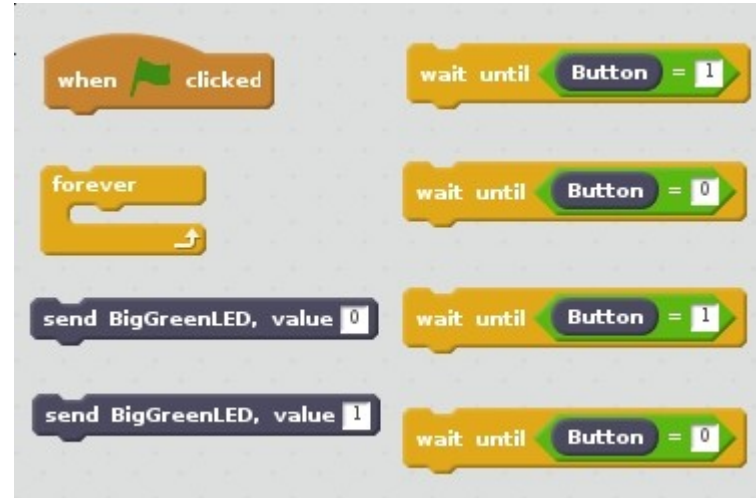 when clicked
forever
send BigGreenLED, value 0
send BigGreenLED, value 1
wait until Button = 1
wait until Button = 0
wait until Button = 1
wait until Button = 0